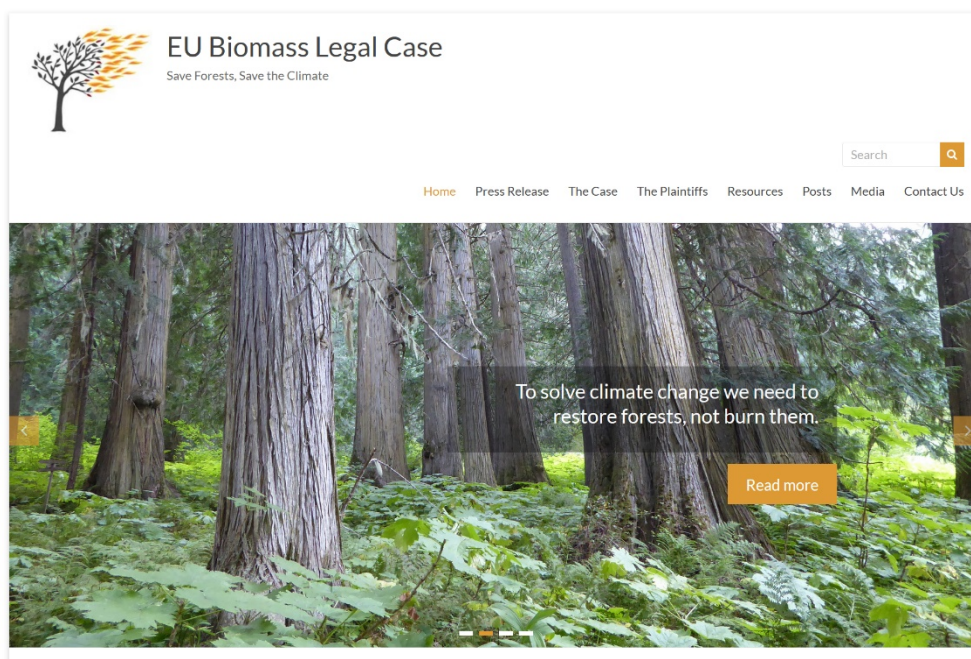 EU Biomass Legal Case
Save Forests, Save the Climate
Search
Home Press Release The Case The Plaintiffs Resources Posts Media Contact Us
To solve climate change we need to
restore forests, not burn them.
Read more